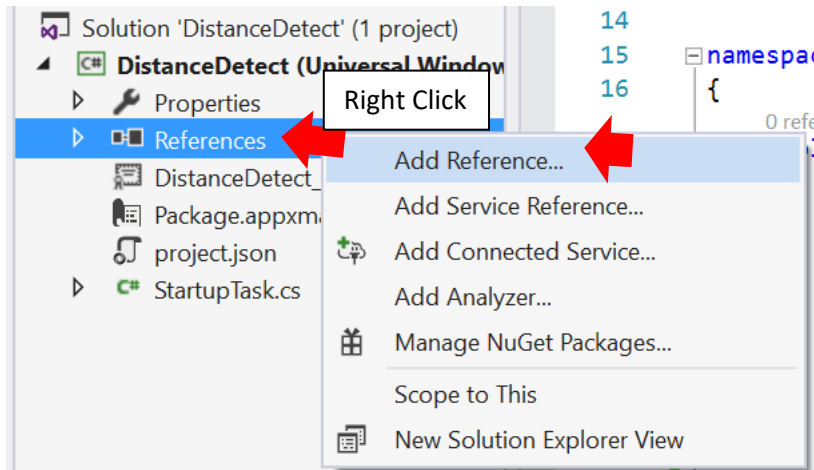 Solution 'DistanceDetect' (1 project)
C# DistanceDetect (Universal Window
Properties
References
DistanceDetect_
Package.appxma
project.json
C# StartupTask.cs
Right Click
Add Reference...
Add Service Reference...
Add Connected Service...
Add Analyzer...
Manage NuGet Packages...
Scope to This
New Solution Explorer View
14
15 namespac
16 {
0 refe